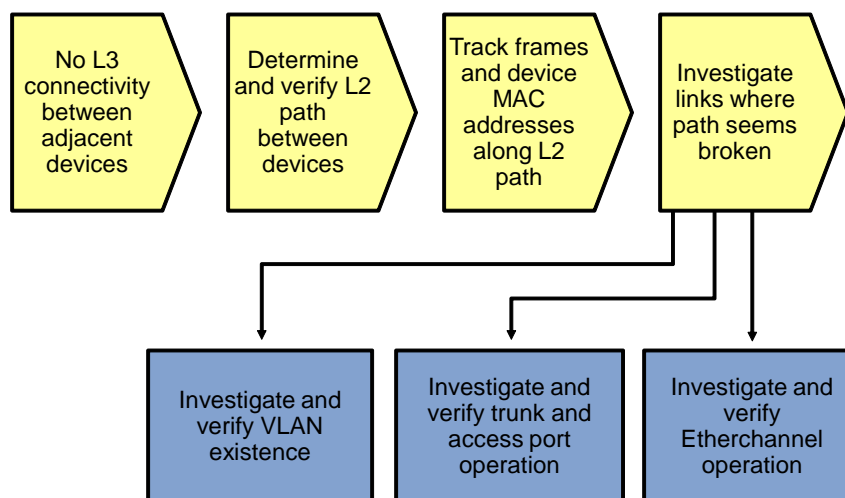 No L3
connectivity
between
adjacent
devices
Determine
and verify L2
path
between
devices
Track frames
and device
MAC
addresses
along L2
path
Investigate
links where
path seems
broken
Investigate and
verify VLAN
existence
Investigate and
verify trunk and
access port
operation
Investigate and
verify
Etherchannel
operation